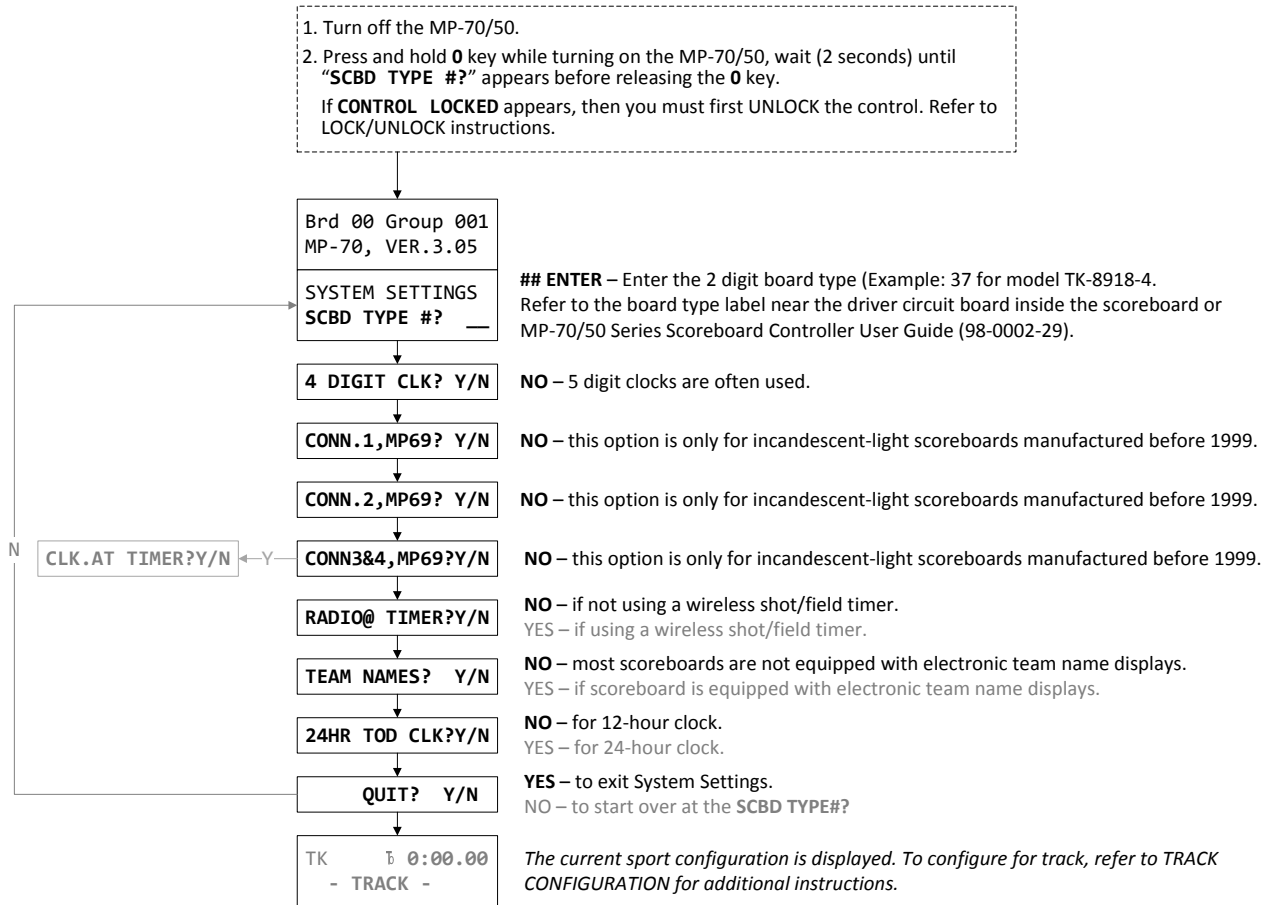 1. Turn off the MP-70/50.
2. Press and hold 0 key while turning on the MP-70/50, wait (2 seconds) until
“SCBD TYPE #?” appears before releasing the 0 key.
If CONTROL LOCKED appears, then you must first UNLOCK the control. Refer to
LOCK/UNLOCK instructions.
Brd 00 Group 001
MP-70, VER.3.05
SYSTEM SETTINGS
SCBD TYPE #? __
## ENTER – Enter the 2 digit board type (Example: 37 for model TK-8918-4.
Refer to the board type label near the driver circuit board inside the scoreboard or
MP-70/50 Series Scoreboard Controller User Guide (98-0002-29).
4 DIGIT CLK? Y/N
NO – 5 digit clocks are often used.
CONN.1,MP69? Y/N
NO – this option is only for incandescent-light scoreboards manufactured before 1999.
CONN.2,MP69? Y/N
NO – this option is only for incandescent-light scoreboards manufactured before 1999.
N
CLK.AT TIMER?Y/N
Y
CONN3&4,MP69?Y/N
NO – this option is only for incandescent-light scoreboards manufactured before 1999.
RADIO@ TIMER?Y/N
NO – if not using a wireless shot/field timer.
YES – if using a wireless shot/field timer.
TEAM NAMES? Y/N
NO – most scoreboards are not equipped with electronic team name displays.
YES – if scoreboard is equipped with electronic team name displays.
24HR TOD CLK?Y/N
NO – for 12-hour clock.
YES – for 24-hour clock.
QUIT? Y/N
YES – to exit System Settings.
NO – to start over at the SCBD TYPE#?
TK 0:00.00
- TRACK -
The current sport configuration is displayed. To configure for track, refer to TRACK
CONFIGURATION for additional instructions.